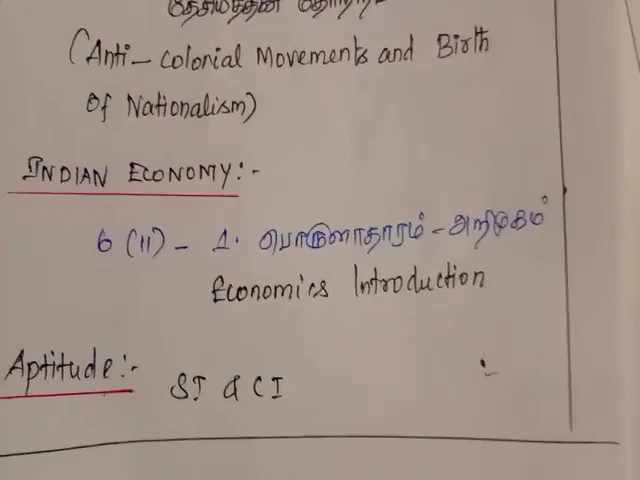 (Anti - colonial Movements and Birth
Of Nationalism)
INDIAN ECONOMY:-
6 (II) - 1. பொருளாதாரம் - அறிமுகம்
Economics Introduction
Aptitude:-
SI & CI